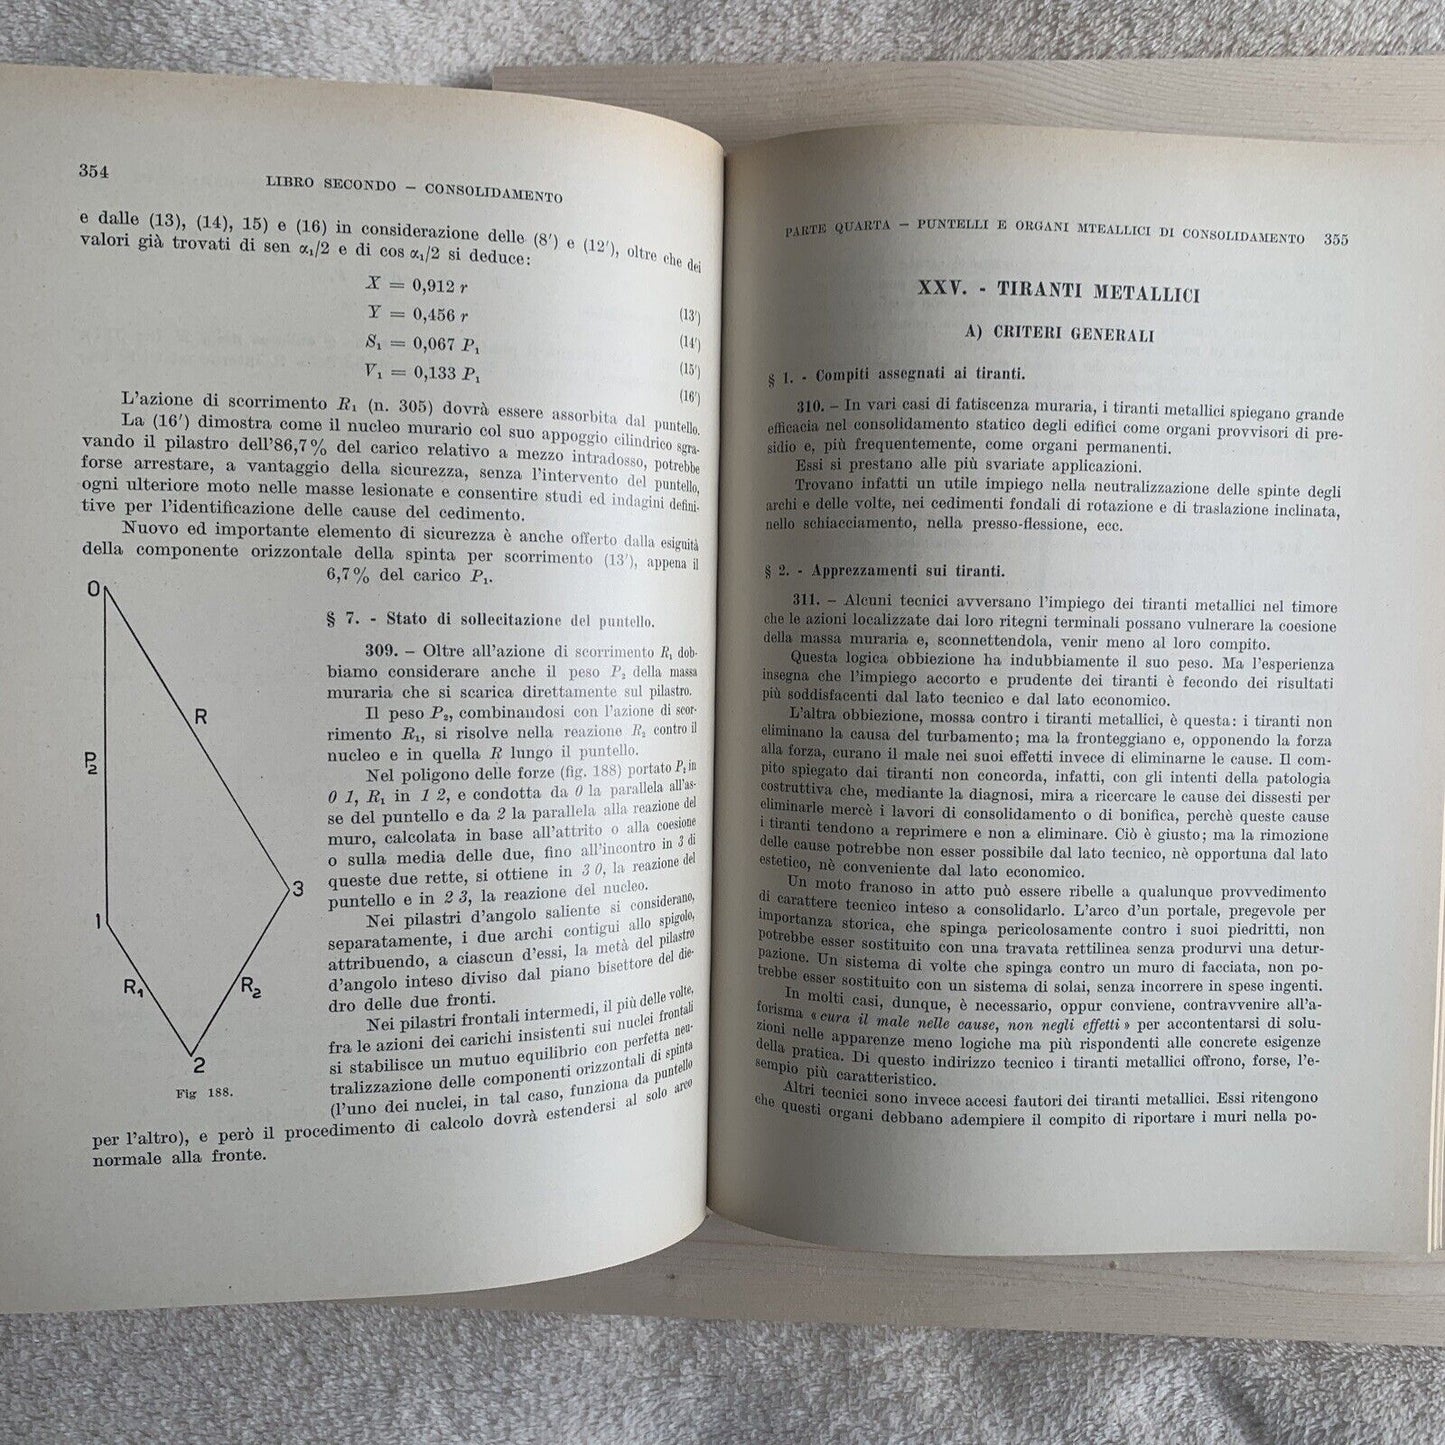 354
LIBRO SECONDO — CONSOLIDAMENTO
e dalle (13), (14), 15) e (16) in considerazione delle (8') e (12'), oltre che dei
valori già trovati di sen α₁/2 e di cos α₁/2 si deduce:
X = 0,912 r
Y = 0,456 r (13')
S₁ = 0,067 P₁ (14')
V₁ = 0,133 P₁ (15')
(16')
L'azione di scorrimento R₁ (n. 305) dovrà essere assorbita dal puntello.
La (16') dimostra come il nucleo murario col suo appoggio cilindrico sgra-
vando il pilastro dell'86,7% del carico relativo a mezzo intradosso, potrebbe
forse arrestare, a vantaggio della sicurezza, senza l'intervento del puntello,
ogni ulteriore moto nelle masse lesionate e consentire studi ed indagini defini-
tive per l'identificazione delle cause del cedimento.
Nuovo ed importante elemento di sicurezza è anche offerto dalla esiguità
della componente orizzontale della spinta per scorrimento (13'), appena il
6,7% del carico P₁.
§ 7. - Stato di sollecitazione del puntello.
309. — Oltre all'azione di scorrimento R₁ dob-
biamo considerare anche il peso P₂ della massa
muraria che si scarica direttamente sul pilastro.
Il peso P₂, combinandosi con l'azione di scor-
rimento R₁, si risolve nella reazione R₂ contro il
nucleo e in quella R lungo il puntello.
Nel poligono delle forze (fig. 188) portato P₂ in
0 1, R₁ in 1 2, e condotta da 0 la parallela all'as-
se del puntello e da 2 la parallela alla reazione del
muro, calcolata in base all'attrito o alla coesione
o sulla media delle due, fino all'incontro in 3 di
queste due rette, si ottiene in 3 0, la reazione del
puntello e in 2 3, la reazione del nucleo.
Nei pilastri d'angolo saliente si considerano,
separatamente, i due archi contigui allo spigolo,
attribuendo, a ciascun d'essi, la metà del pilastro
d'angolo inteso diviso dal piano bisettore del die-
dro delle due fronti.
Nei pilastri frontali intermedi, il più delle volte,
fra le azioni dei carichi insistenti sui nuclei frontali
si stabilisce un mutuo equilibrio con perfetta neu-
tralizzazione delle componenti orizzontali di spinta
(l'uno dei nuclei, in tal caso, funziona da puntello
per l'altro), e però il procedimento di calcolo dovrà estendersi al solo arco
normale alla fronte.
0
R
P₂
3
1
R₁
R₂
2
Fig 188.
PARTE QUARTA — PUNTELLI E ORGANI MTEALLICI DI CONSOLIDAMENTO 355
XXV. - TIRANTI METALLICI
A) CRITERI GENERALI
§ 1. - Compiti assegnati ai tiranti.
310. — In vari casi di fatiscenza muraria, i tiranti metallici spiegano grande
efficacia nel consolidamento statico degli edifici come organi provvisori di pre-
sidio e, più frequentemente, come organi permanenti.
Essi si prestano alle più svariate applicazioni.
Trovano infatti un utile impiego nella neutralizzazione delle spinte degli
archi e delle volte, nei cedimenti fondali di rotazione e di traslazione inclinata,
nello schiacciamento, nella presso-flessione, ecc.
§ 2. - Apprezzamenti sui tiranti.
311. — Alcuni tecnici avversano l'impiego dei tiranti metallici nel timore
che le azioni localizzate dai loro ritegni terminali possano vulnerare la coesione
della massa muraria e, sconnettendola, venir meno al loro compito.
Questa logica obbiezione ha indubbiamente il suo peso. Ma l'esperienza
insegna che l'impiego accorto e prudente dei tiranti è fecondo dei risultati
più soddisfacenti dal lato tecnico e dal lato economico.
L'altra obbiezione, mossa contro i tiranti metallici, è questa: i tiranti non
eliminano la causa del turbamento; ma la fronteggiano e, opponendo la forza
alla forza, curano il male nei suoi effetti invece di eliminarne le cause. Il com-
pito spiegato dai tiranti non concorda, infatti, con gli intenti della patologia
costruttiva che, mediante la diagnosi, mira a ricercare le cause dei dissesti per
eliminarle mercè i lavori di consolidamento o di bonifica, perchè queste cause
i tiranti tendono a reprimere e non a eliminare. Ciò è giusto; ma la rimozione
delle cause potrebbe non esser possibile dal lato tecnico, nè opportuna dal lato
estetico, nè conveniente dal lato economico.
Un moto franoso in atto può essere ribelle a qualunque provvedimento
di carattere tecnico inteso a consolidarlo. L'arco d'un portale, pregevole per
importanza storica, che spinga pericolosamente contro i suoi piedritti, non
potrebbe esser sostituito con una travata rettilinea senza produrvi una detur-
pazione. Un sistema di volte che spinga contro un muro di facciata, non po-
trebbe esser sostituito con un sistema di solai, senza incorrere in spese ingenti.
In molti casi, dunque, è necessario, oppur conviene, contravvenire all'a-
forisma « cura il male nelle cause, non negli effetti » per accontentarsi di solu-
zioni nelle apparenze meno logiche ma più rispondenti alle concrete esigenze
della pratica. Di questo indirizzo tecnico i tiranti metallici offrono, forse, l'e-
sempio più caratteristico.
Altri tecnici sono invece accesi fautori dei tiranti metallici. Essi ritengono
che questi organi debbano adempiere il compito di riportare i muri nella po-